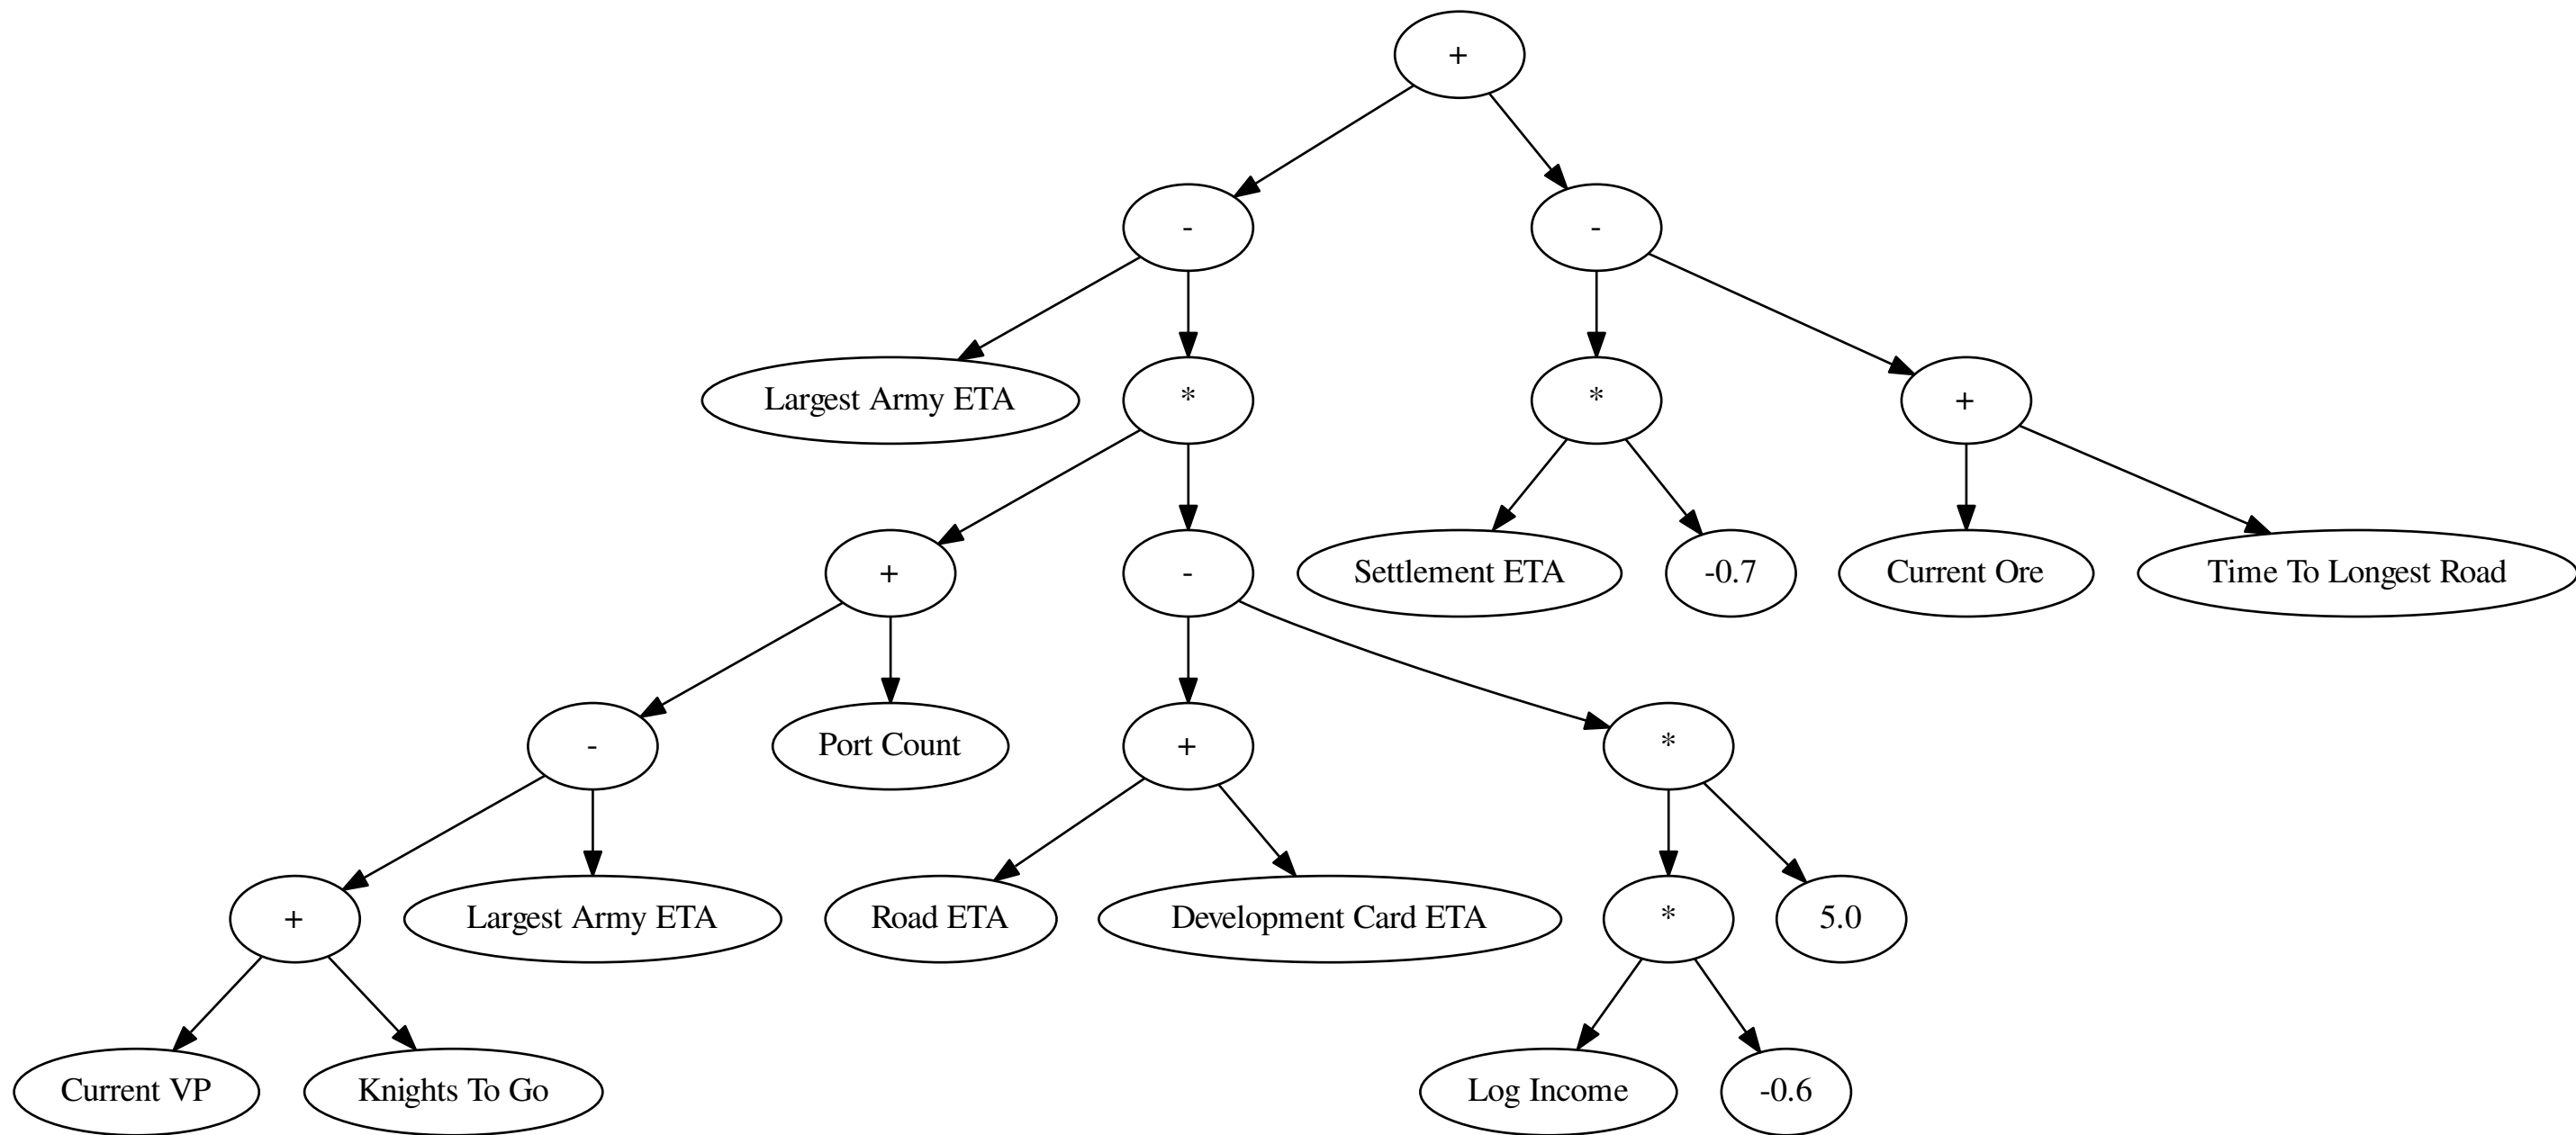 +
- -
Largest Army ETA * * +
+ - Settlement ETA -0.7 Current Ore Time To Longest Road
- Port Count + *
+ Largest Army ETA Road ETA Development Card ETA * 5.0
Current VP Knights To Go Log Income -0.6